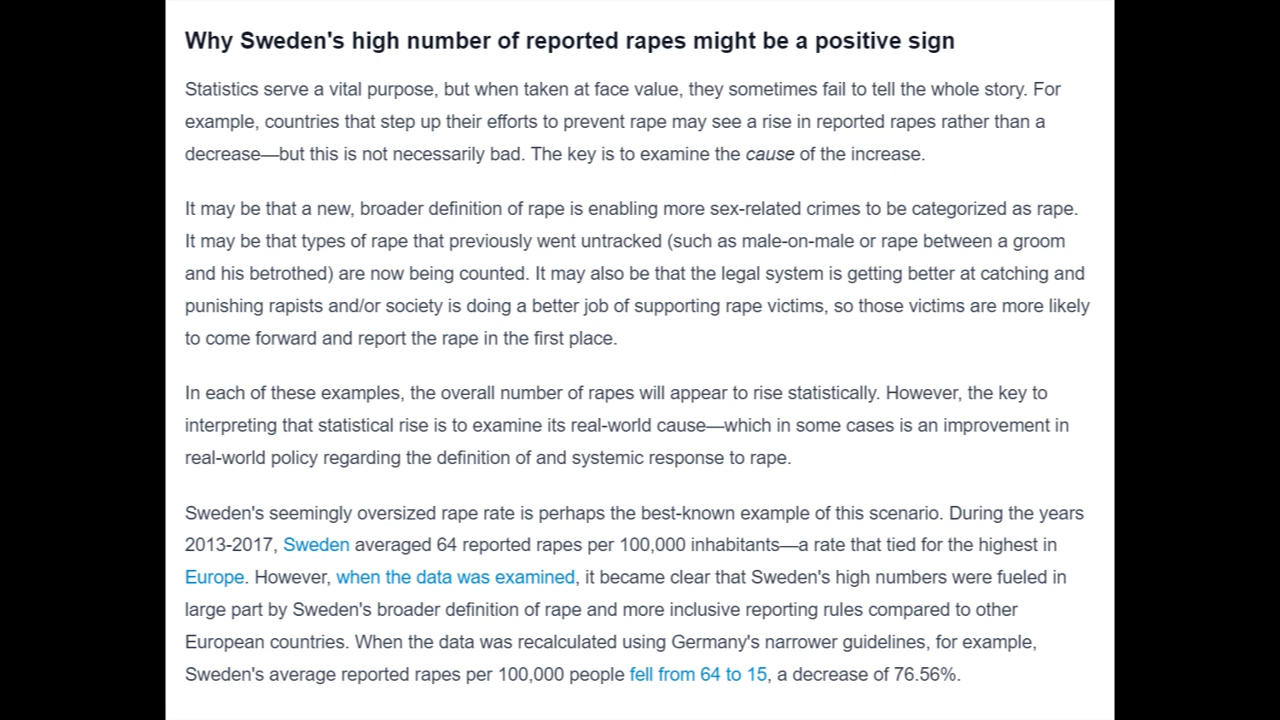 Why Sweden's high number of reported rapes might be a positive sign
Statistics serve a vital purpose, but when taken at face value, they sometimes fail to tell the whole story. For
example, countries that step up their efforts to prevent rape may see a rise in reported rapes rather than a
decrease—but this is not necessarily bad. The key is to examine the cause of the increase.
It may be that a new, broader definition of rape is enabling more sex-related crimes to be categorized as rape.
It may be that types of rape that previously went untracked (such as male-on-male or rape between a groom
and his betrothed) are now being counted. It may also be that the legal system is getting better at catching and
punishing rapists and/or society is doing a better job of supporting rape victims, so those victims are more likely
to come forward and report the rape in the first place.
In each of these examples, the overall number of rapes will appear to rise statistically. However, the key to
interpreting that statistical rise is to examine its real-world cause—which in some cases is an improvement in
real-world policy regarding the definition of and systemic response to rape.
Sweden's seemingly oversized rape rate is perhaps the best-known example of this scenario. During the years
2013-2017, Sweden averaged 64 reported rapes per 100,000 inhabitants—a rate that tied for the highest in
Europe. However, when the data was examined, it became clear that Sweden's high numbers were fueled in
large part by Sweden's broader definition of rape and more inclusive reporting rules compared to other
European countries. When the data was recalculated using Germany's narrower guidelines, for example,
Sweden's average reported rapes per 100,000 people fell from 64 to 15, a decrease of 76.56%.